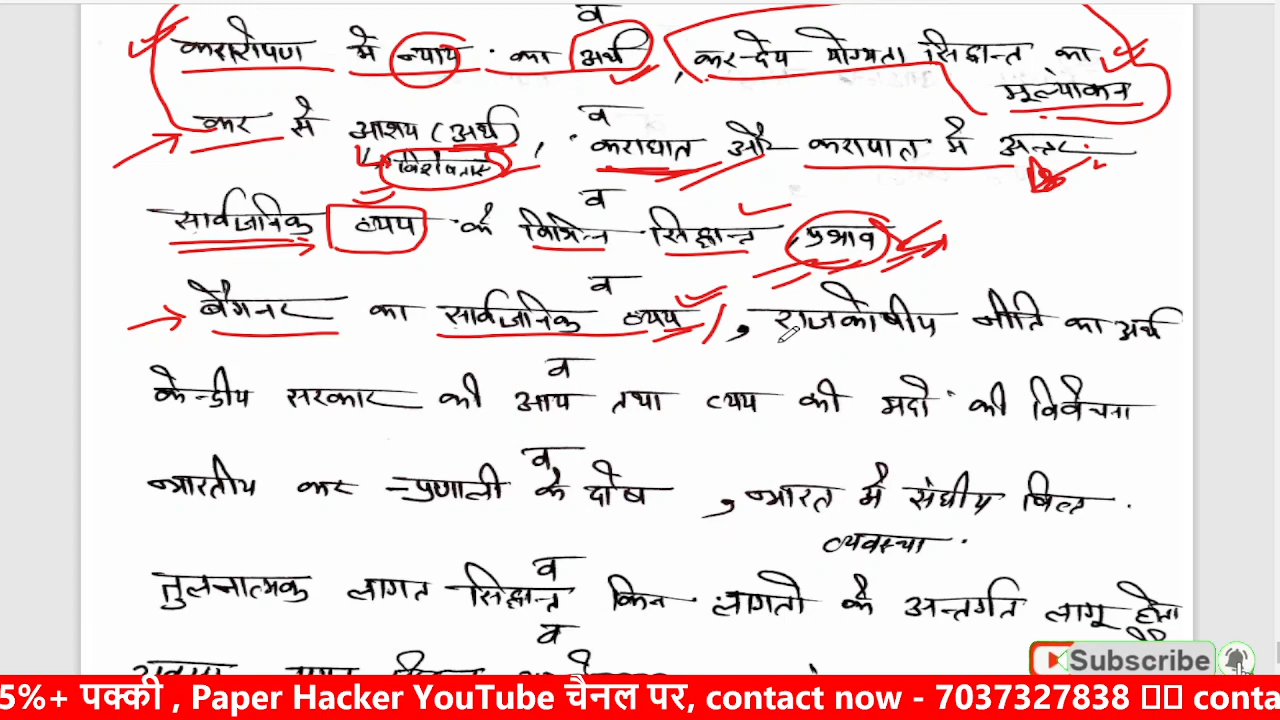 व
करारोपण मे न्याय का अर्थ , कर-देय योग्यता सिद्धान्त का
मूल्यांकन
व
कर से आशय (अर्थ) , कराघात और करापात मे अन्तर
विशेषताएं
व
सार्वजनिक व्यय के विभिन्न सिद्धान्त , प्रभाव
व
वैगनर का सार्वजनिक व्यय , राजकोषीय नीति का अर्थ
व
केन्द्रीय सरकार की आय तथा व्यय की मदों की विवेचना
व
भारतीय कर -प्रणाली के दोष , भारत मे संघीय वित्त
व्यवस्था .
व
तुलनात्मक लागत सिद्धान्त किन लागतो के अन्तर्गत लागू होता
व
Subscribe
5%+ पक्की , Paper Hacker YouTube चैनल पर, contact now - 7037327838 conta